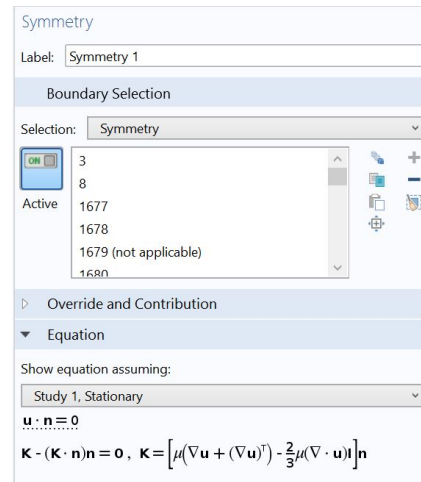 Symmetry
Label: Symmetry 1
Boundary Selection
Selection: Symmetry
ON
Active
3
8
1677
1678
1679 (not applicable)
1680
Override and Contribution
Equation
Show equation assuming:
Study 1, Stationary
u · n = 0
K - (K · n)n = 0 , K = [μ(∇u + (∇u)ᵀ) - 2/3 μ(∇ · u)I]n